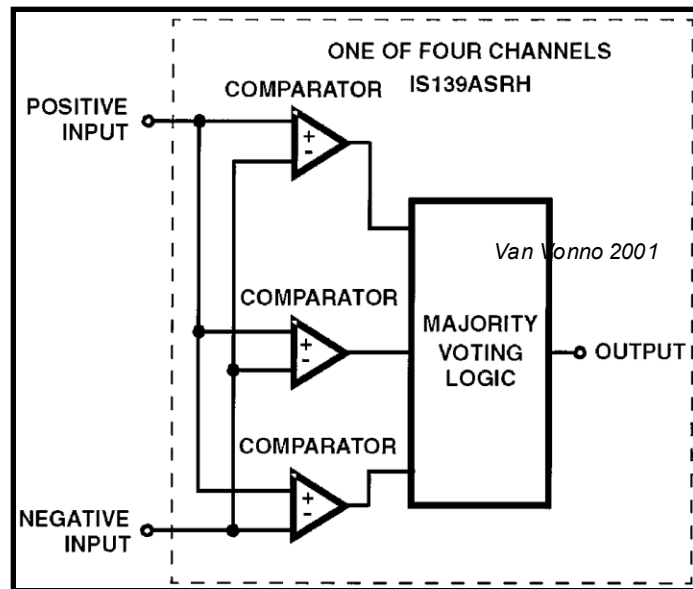 ONE OF FOUR CHANNELS
IS139ASRH
COMPARATOR
POSITIVE
INPUT
+
-
Van Vonno 2001
COMPARATOR
+
-
MAJORITY
VOTING
LOGIC
OUTPUT
COMPARATOR
+
-
NEGATIVE
INPUT